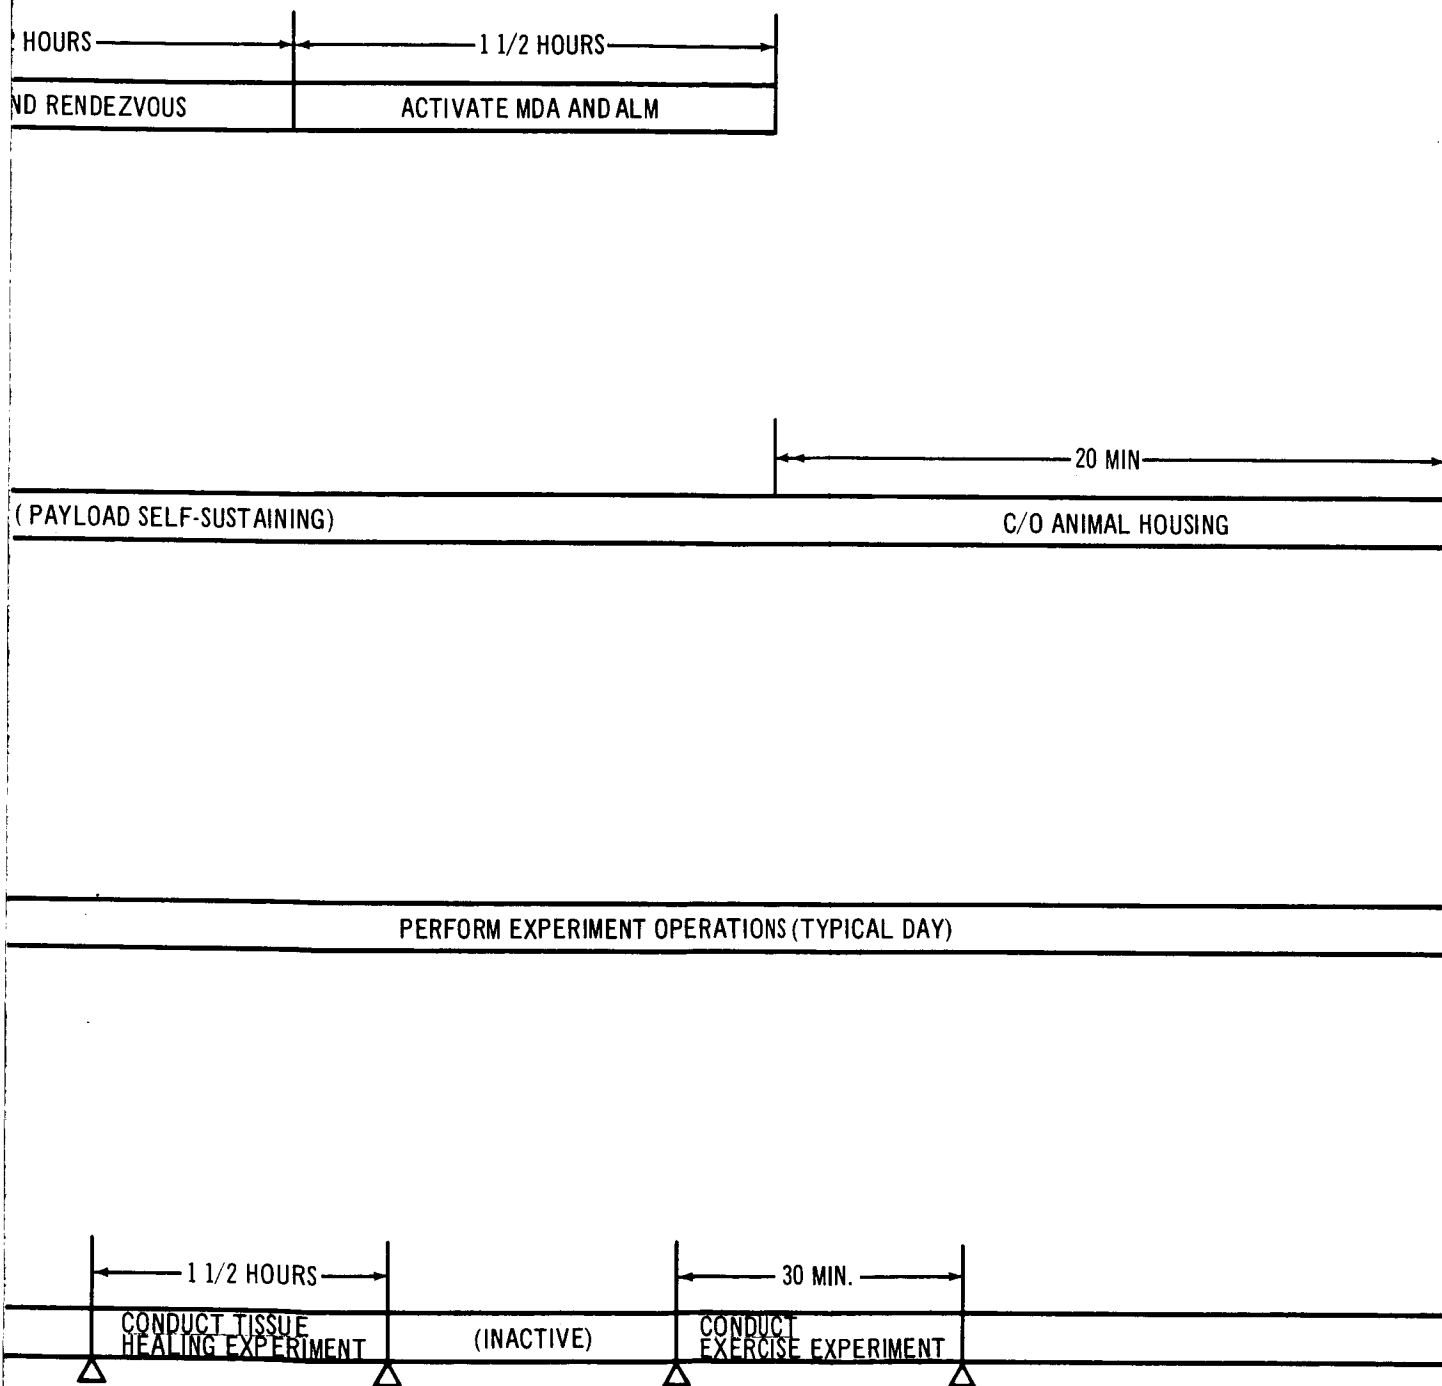 HOURS
1 1/2 HOURS
ND RENDEZVOUS
ACTIVATE MDA AND ALM
20 MIN
( PAYLOAD SELF-SUSTAINING)
C/O ANIMAL HOUSING
PERFORM EXPERIMENT OPERATIONS (TYPICAL DAY)
1 1/2 HOURS
30 MIN.
CONDUCT TISSUE
HEALING EXPERIMENT
(INACTIVE)
CONDUCT
EXERCISE EXPERIMENT